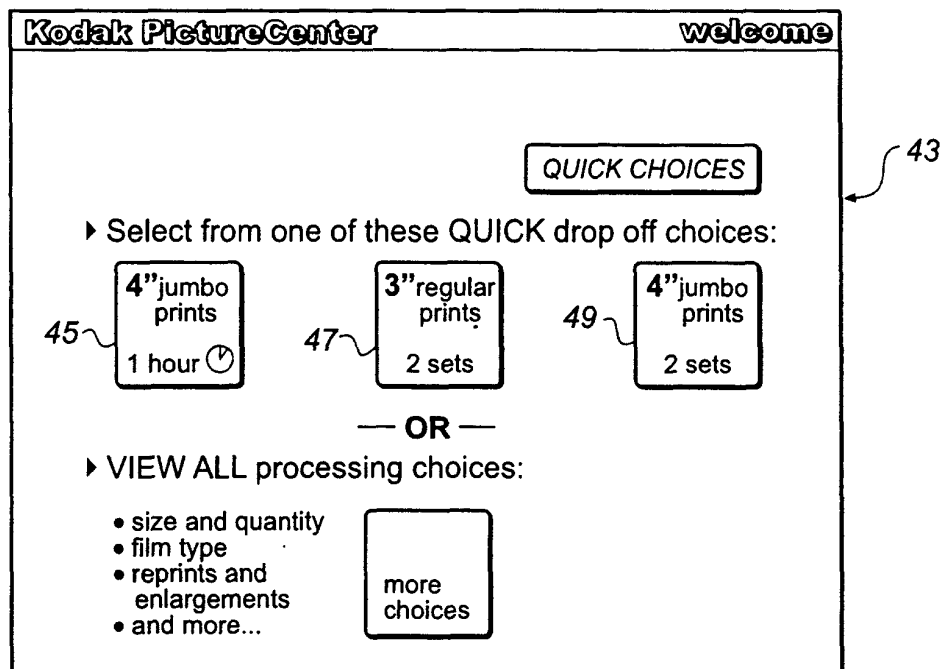 Kodak PictureCenter welcome
QUICK CHOICES
43
Select from one of these QUICK drop off choices:
4” jumbo prints
1 hour
45
3” regular prints
2 sets
47
4” jumbo prints
2 sets
49
— OR —
VIEW ALL processing choices:
• size and quantity
• film type
• reprints and
enlargements
• and more...
more
choices